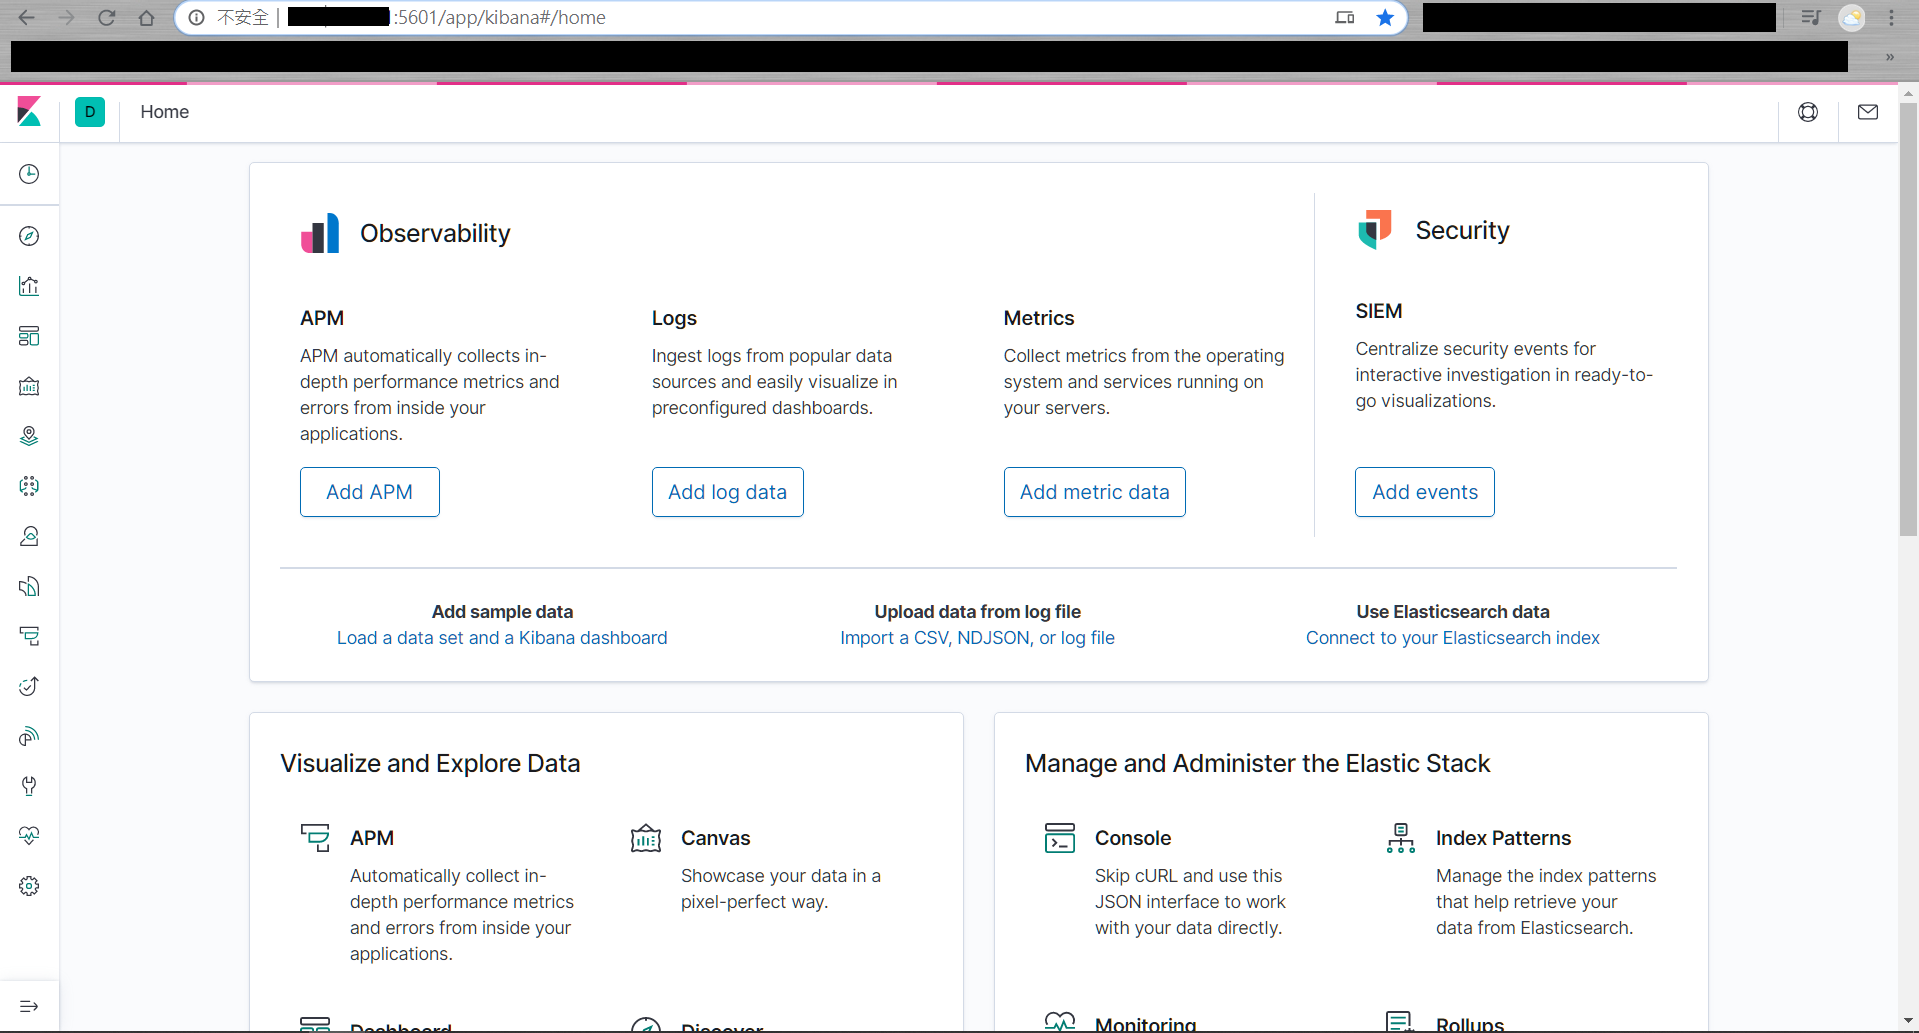 不安全 :5601/app/kibana#/home
»
D Home
Observability
APM
APM automatically collects in-
depth performance metrics and
errors from inside your
applications.
Add APM
Logs
Ingest logs from popular data
sources and easily visualize in
preconfigured dashboards.
Add log data
Metrics
Collect metrics from the operating
system and services running on
your servers.
Add metric data
Security
SIEM
Centralize security events for
interactive investigation in ready-to-
go visualizations.
Add events
Add sample data
Load a data set and a Kibana dashboard
Upload data from log file
Import a CSV, NDJSON, or log file
Use Elasticsearch data
Connect to your Elasticsearch index
Visualize and Explore Data
APM
Automatically collect in-
depth performance metrics
and errors from inside your
applications.
Canvas
Showcase your data in a
pixel-perfect way.
Dashboard
Discover
Manage and Administer the Elastic Stack
Console
Skip cURL and use this
JSON interface to work
with your data directly.
Index Patterns
Manage the index patterns
that help retrieve your
data from Elasticsearch.
Monitoring
Rollups